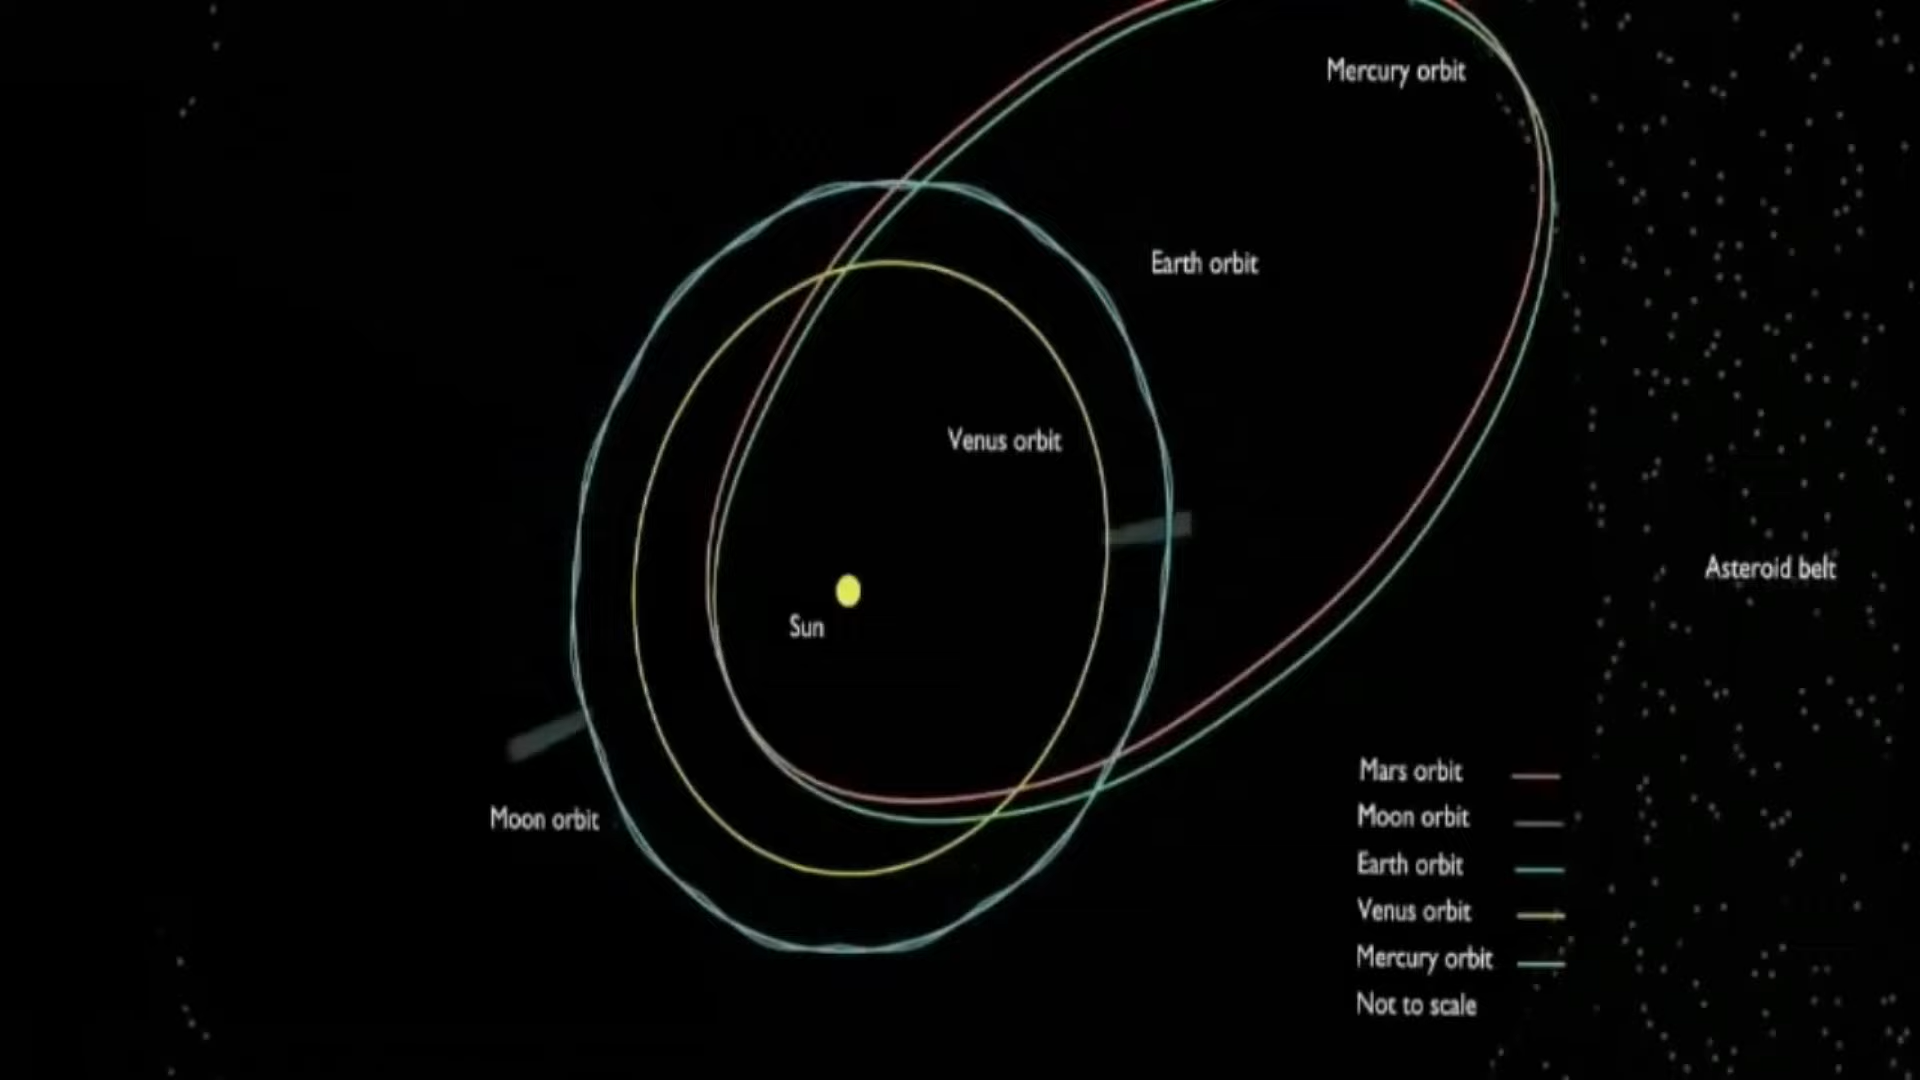 Mercury orbit
Earth orbit
Venus orbit
Asteroid belt
Sun
Moon orbit
Mars orbit
Moon orbit
Earth orbit
Venus orbit
Mercury orbit
Not to scale